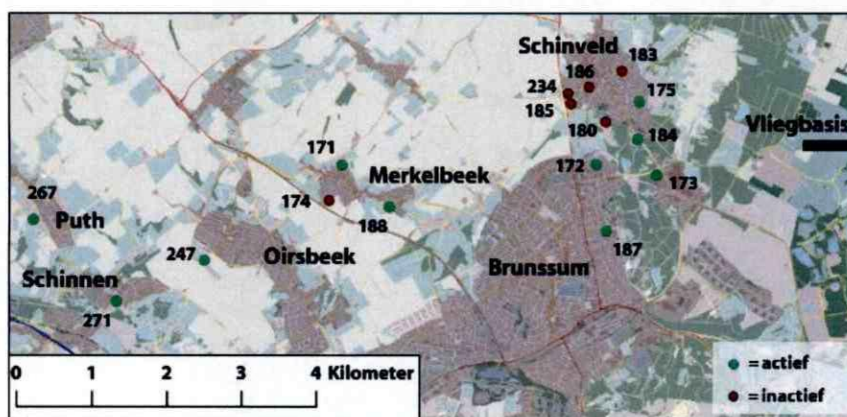 Schinveld
183
186
234
175
185
180
184
Vliegbasis
171
172
Merkelbeek
173
267
174
188
Puth
187
247
Oirsbeek
Brunssum
Schinnen
271
0 1 2 3 4 Kilometer
= actief
= inactief